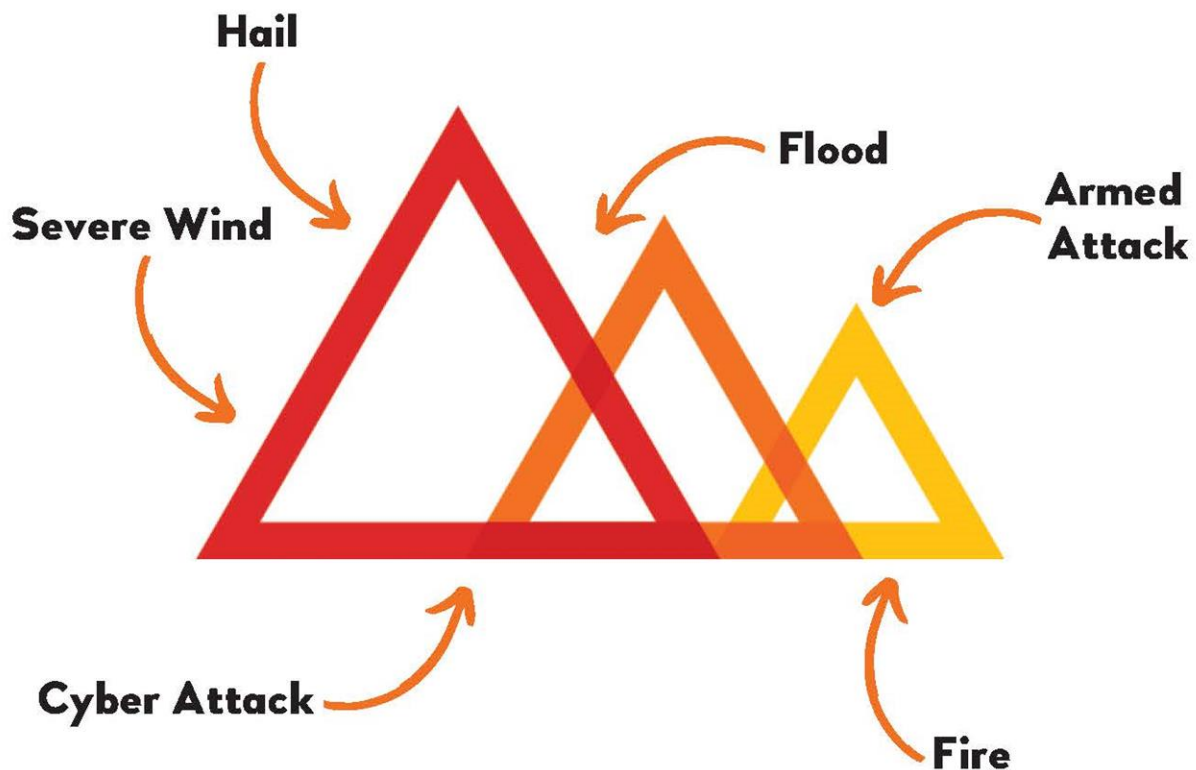 Hail
Flood
Armed
Attack
Severe Wind
Cyber Attack
Fire